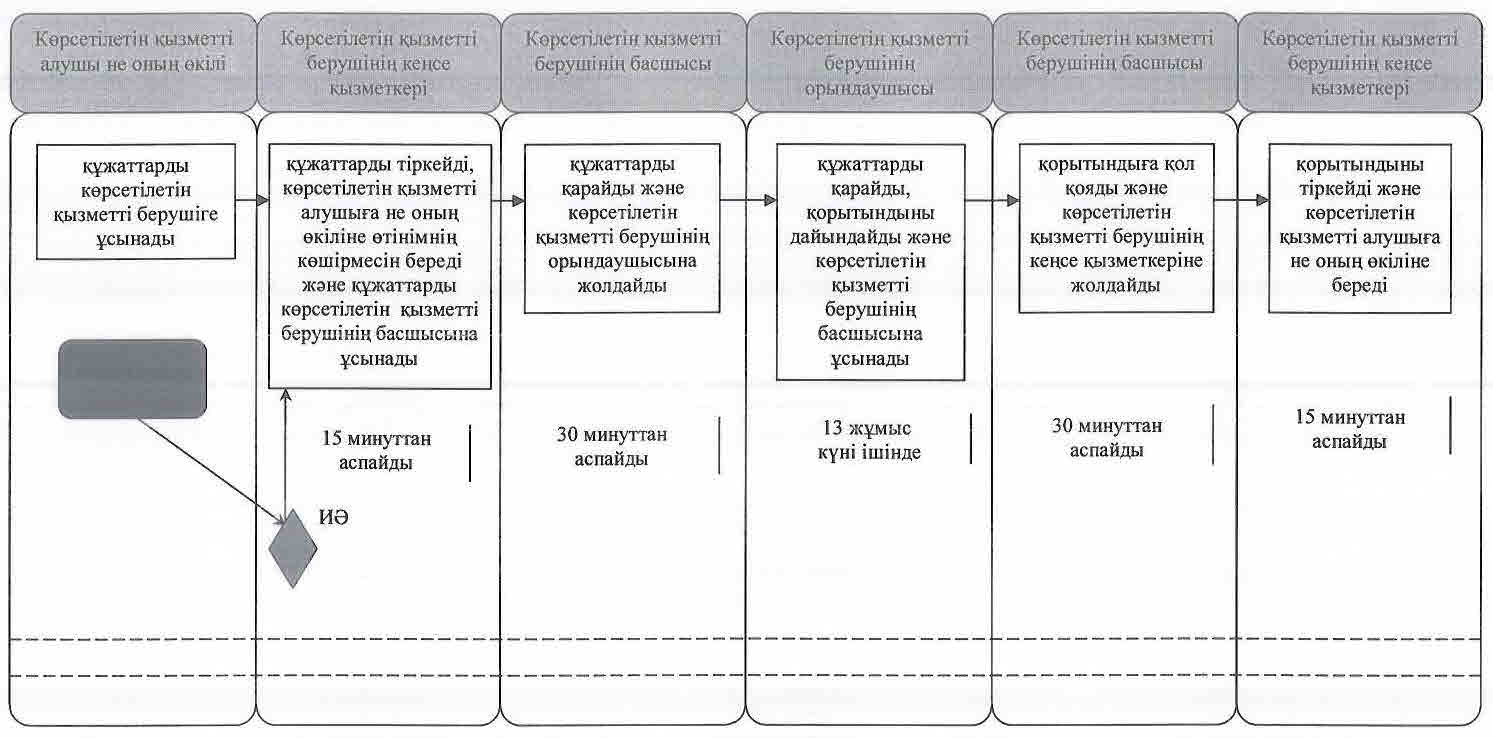 Көрсетілетін қызметті
алушы не оның өкілі
Көрсетілетін қызметті
берушінің кеңсе
қызметкері
Көрсетілетін қызметті
берушінің басшысы
Көрсетілетін қызметті
берушінің
орындаушысы
Көрсетілетін қызметті
берушінің басшысы
Көрсетілетін қызметті
берушінің кеңсе
қызметкері
құжаттарды
көрсетілетін
қызметті берушіге
ұсынады
құжаттарды тіркейді,
көрсетілетін қызметті
алушыға не оның
өкіліне өтінімнің
көшірмесін береді
және құжаттарды
көрсетілетін қызметті
берушінің басшысына
ұсынады
құжаттарды
қарайды және
көрсетілетін
қызметті берушінің
орындаушысына
жолдайды
құжаттарды
қарайды,
қорытындыны
дайындайды және
көрсетілетін
қызметті
берушінің
басшысына
ұсынады
қорытындыға қол
қояды және
көрсетілетін
қызметті берушінің
кеңсе қызметкеріне
жолдайды
қорытындыны
тіркейді және
көрсетілетін
қызметті алушыға
не оның өкіліне
береді
15 минуттан
аспайды
30 минуттан
аспайды
13 жұмыс
күні ішінде
30 минуттан
аспайды
15 минуттан
аспайды
ИӘ